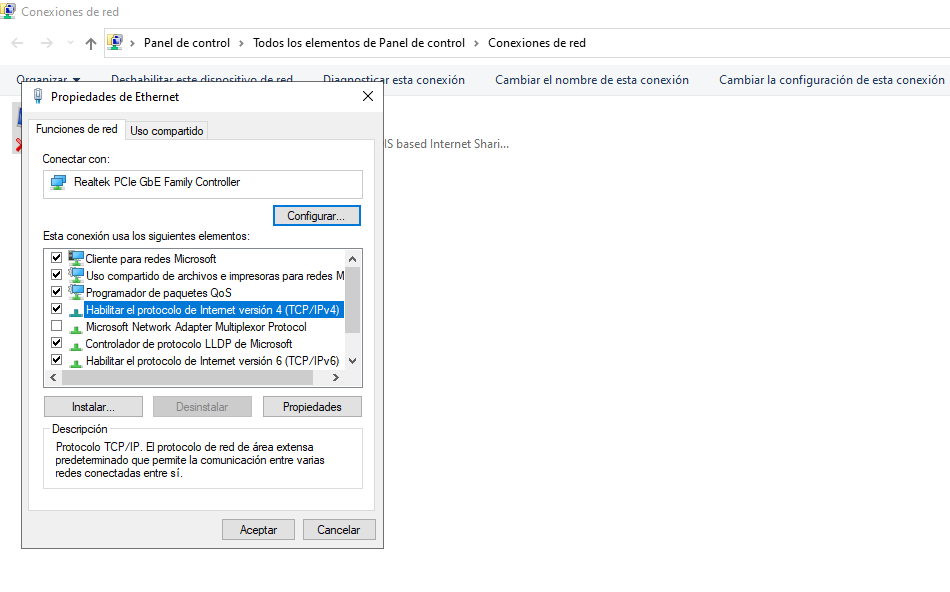 Conexiones de red
Panel de control
Todos los elementos de Panel de control
Conexiones de red
Organizar
Deshabilitar este dispositivo de red
Diagnosticar esta conexión
Cambiar el nombre de esta conexión
Cambiar la configuración de esta conexión
Propiedades de Ethernet
Funciones de red
Uso compartido
IS based Internet Shari...
Conectar con:
Realtek PCIe GbE Family Controller
Configurar...
Esta conexión usa los siguientes elementos:
Cliente para redes Microsoft
Uso compartido de archivos e impresoras para redes M
Programador de paquetes QoS
Habilitar el protocolo de Internet versión 4 (TCP/IPv4)
Microsoft Network Adapter Multiplexor Protocol
Controlador de protocolo LLDP de Microsoft
Habilitar el protocolo de Internet versión 6 (TCP/IPv6)
Instalar...
Desinstalar
Propiedades
Descripción
Protocolo TCP/IP. El protocolo de red de área extensa
predeterminado que permite la comunicación entre varias
redes conectadas entre sí.
Aceptar
Cancelar